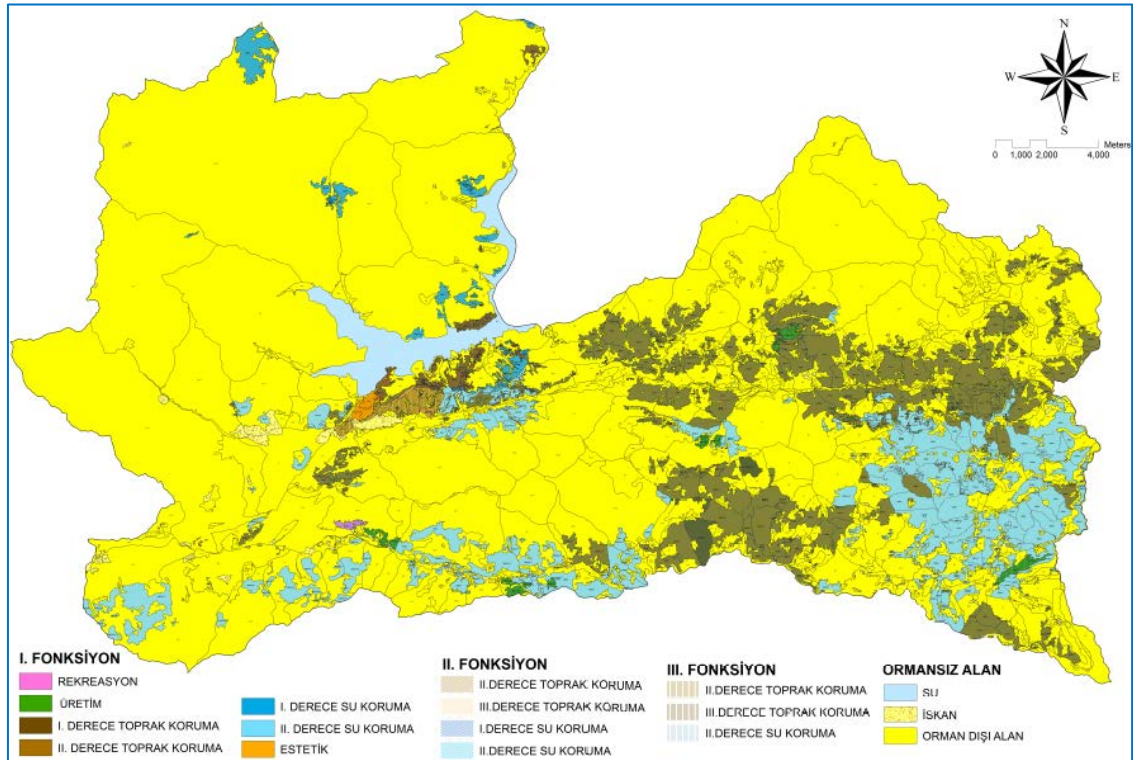 N
W E
S
Meters
0 1,000 2,000 4,000
I. FONKSİYON
REKREASYON
ÜRETİM
I. DERECE TOPRAK KORUMA
II. DERECE TOPRAK KORUMA
I. DERECE SU KORUMA
II. DERECE SU KORUMA
ESTETİK
II. FONKSİYON
II.DERECE TOPRAK KORUMA
III.DERECE TOPRAK KORUMA
I.DERECE SU KORUMA
II.DERECE SU KORUMA
III. FONKSİYON
II.DERECE TOPRAK KORUMA
III.DERECE TOPRAK KORUMA
II.DERECE SU KORUMA
ORMANSIZ ALAN
SU
İSKAN
ORMAN DIŞI ALAN